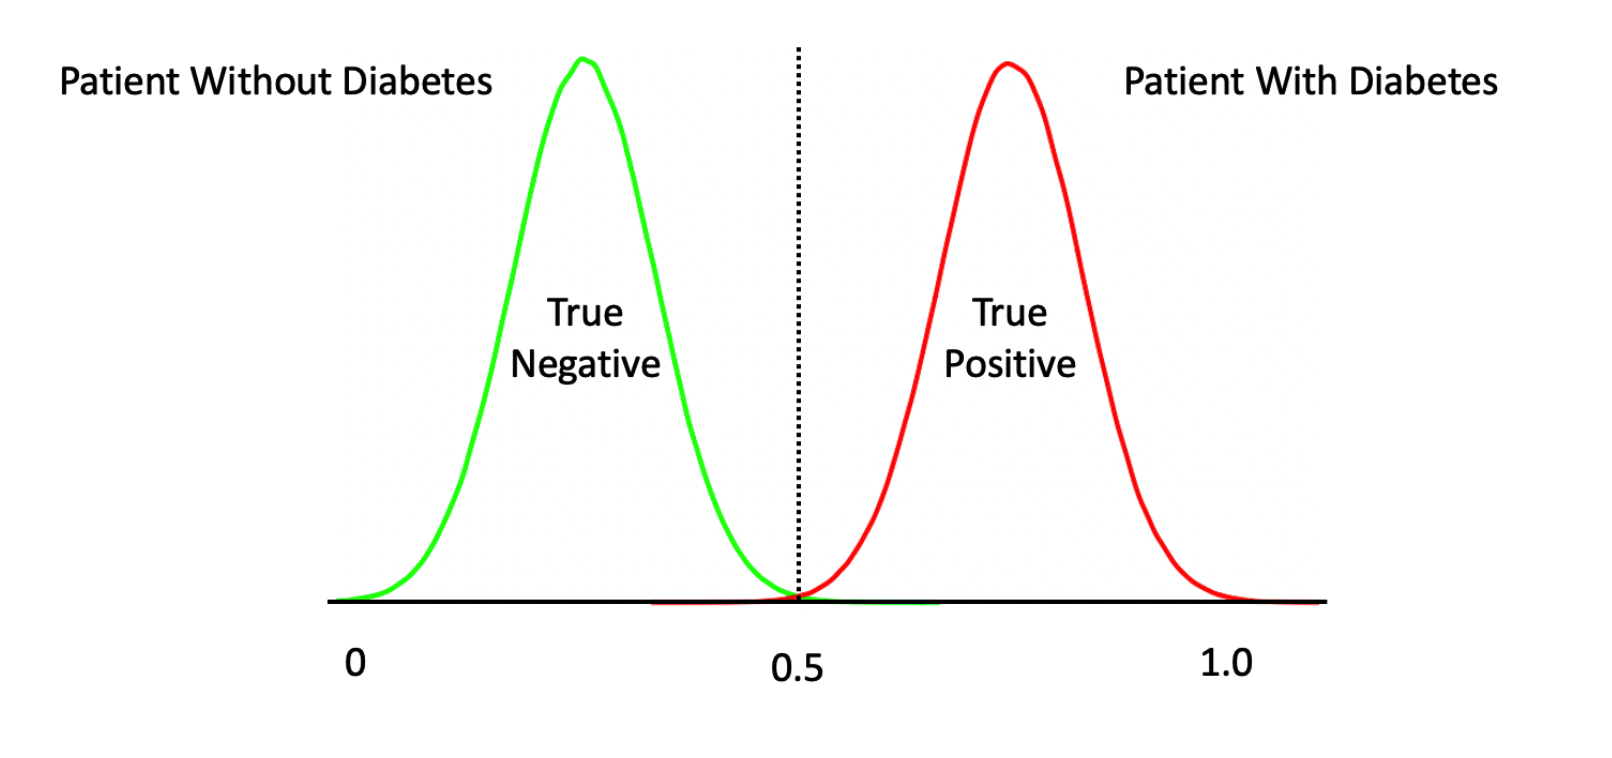 Patient Without Diabetes
Patient With Diabetes
True
Negative
True
Positive
0
0.5
1.0